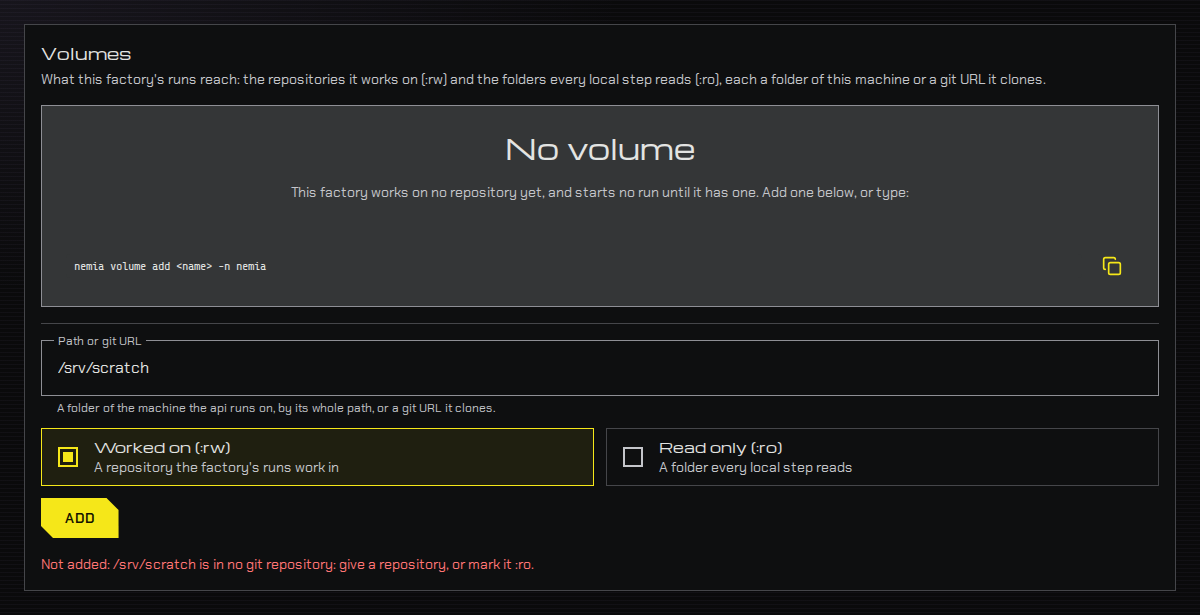 Volumes
What this factory's runs reach: the repositories it works on (:rw) and the folders every local step reads (:ro), each a folder of this machine or a git URL it clones.
No volume
This factory works on no repository yet, and starts no run until it has one. Add one below, or type:
nemia volume add <name> -n nemia
Path or git URL
/srv/scratch
A folder of the machine the api runs on, by its whole path, or a git URL it clones.
Worked on (:rw)
A repository the factory's runs work in
Read only (:ro)
A folder every local step reads
ADD
Not added: /srv/scratch is in no git repository: give a repository, or mark it :ro.